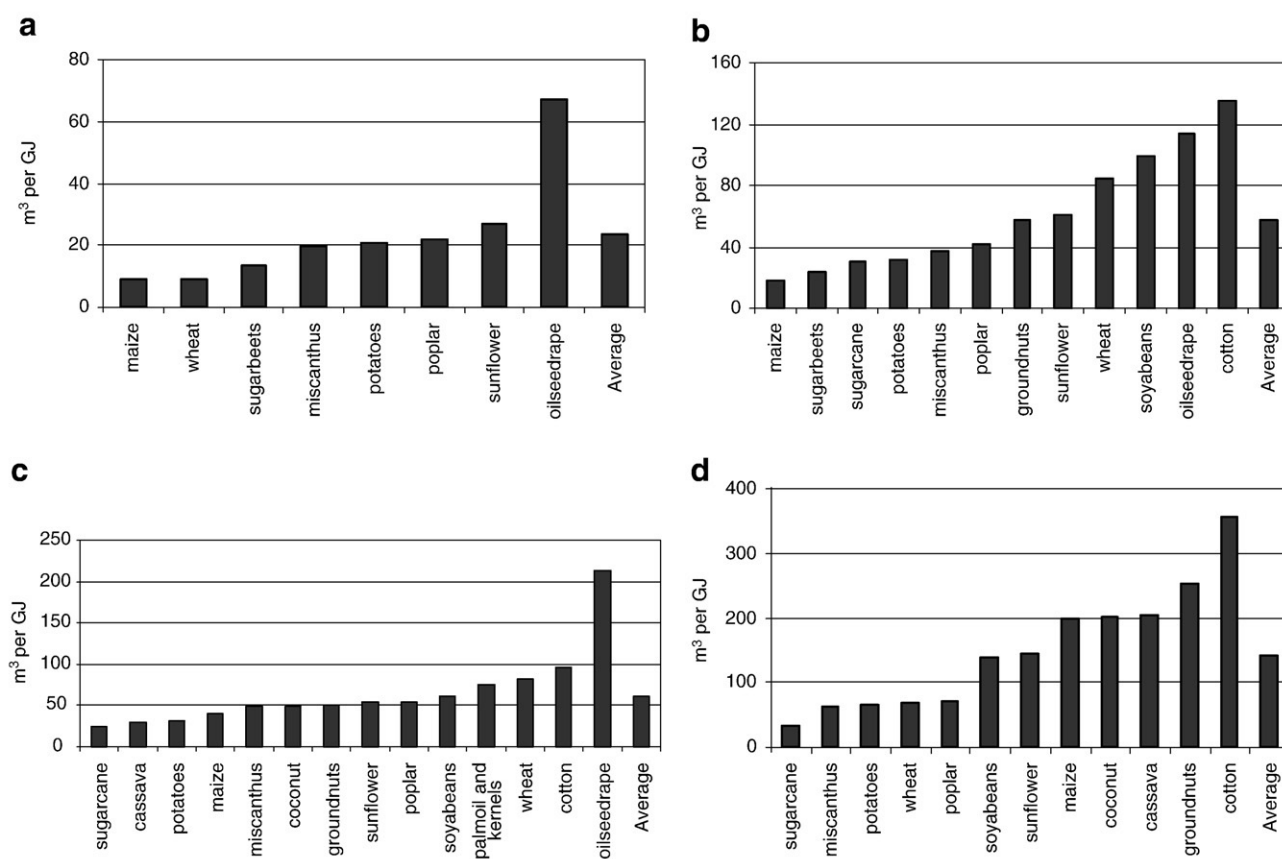 a
80
60
40
20
0
m³ per GJ
maize
wheat
sugarbeets
miscanthus
potatoes
poplar
sunflower
oilseedrape
Average
b
160
120
80
40
0
m³ per GJ
maize
sugarbeets
sugarcane
potatoes
miscanthus
poplar
groundnuts
sunflower
wheat
soyabeans
oilseedrape
cotton
Average
c
250
200
150
100
50
0
m³ per GJ
sugarcane
cassava
potatoes
maize
miscanthus
coconut
groundnuts
sunflower
poplar
soyabeans
palmoil and
kernels
wheat
cotton
oilseedrape
Average
d
400
300
200
100
0
m³ per GJ
sugarcane
miscanthus
potatoes
wheat
poplar
soyabeans
sunflower
maize
coconut
cassava
groundnuts
cotton
Average